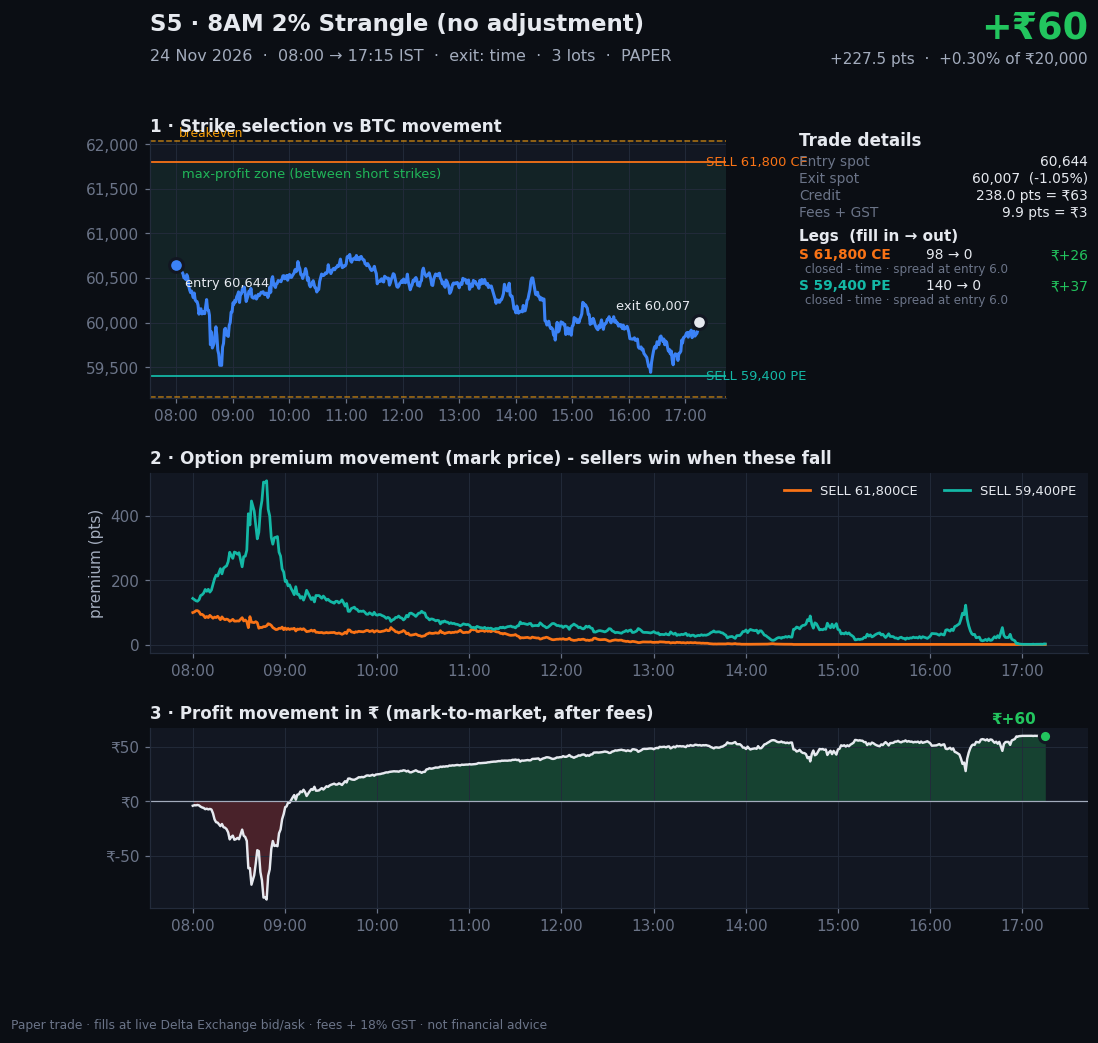 S5 · 8AM 2% Strangle (no adjustment)
+₹60
24 Nov 2026 · 08:00 → 17:15 IST · exit: time · 3 lots · PAPER
+227.5 pts · +0.30% of ₹20,000
1 · Strike selection vs BTC movement
breakeven
62,000
61,500
61,000
60,500
60,000
59,500
SELL 61,800 CE
max-profit zone (between short strikes)
entry 60,644
exit 60,007
SELL 59,400 PE
08:00 09:00 10:00 11:00 12:00 13:00 14:00 15:00 16:00 17:00
Trade details
Entry spot 60,644
Exit spot 60,007 (-1.05%)
Credit 238.0 pts = ₹63
Fees + GST 9.9 pts = ₹3
Legs (fill in → out)
S 61,800 CE 98 → 0 ₹+26
closed - time · spread at entry 6.0
S 59,400 PE 140 → 0 ₹+37
closed - time · spread at entry 6.0
2 · Option premium movement (mark price) - sellers win when these fall
premium (pts)
400
200
0
SELL 61,800CE SELL 59,400PE
08:00 09:00 10:00 11:00 12:00 13:00 14:00 15:00 16:00 17:00
3 · Profit movement in ₹ (mark-to-market, after fees)
₹+60
₹50
₹0
₹-50
08:00 09:00 10:00 11:00 12:00 13:00 14:00 15:00 16:00 17:00
Paper trade · fills at live Delta Exchange bid/ask · fees + 18% GST · not financial advice